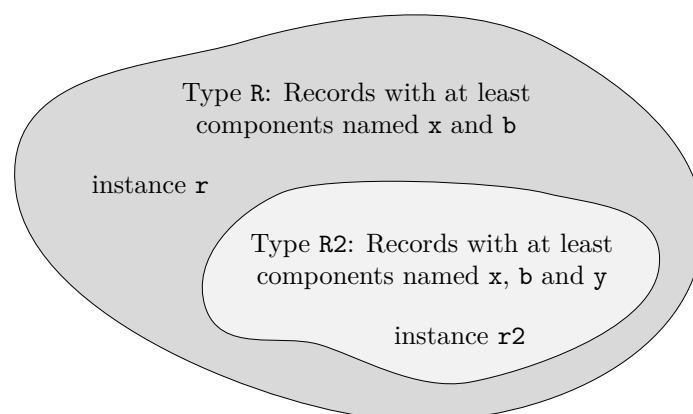 Type R: Records with at least
components named x and b
instance r
Type R2: Records with at least
components named x, b and y
instance r2